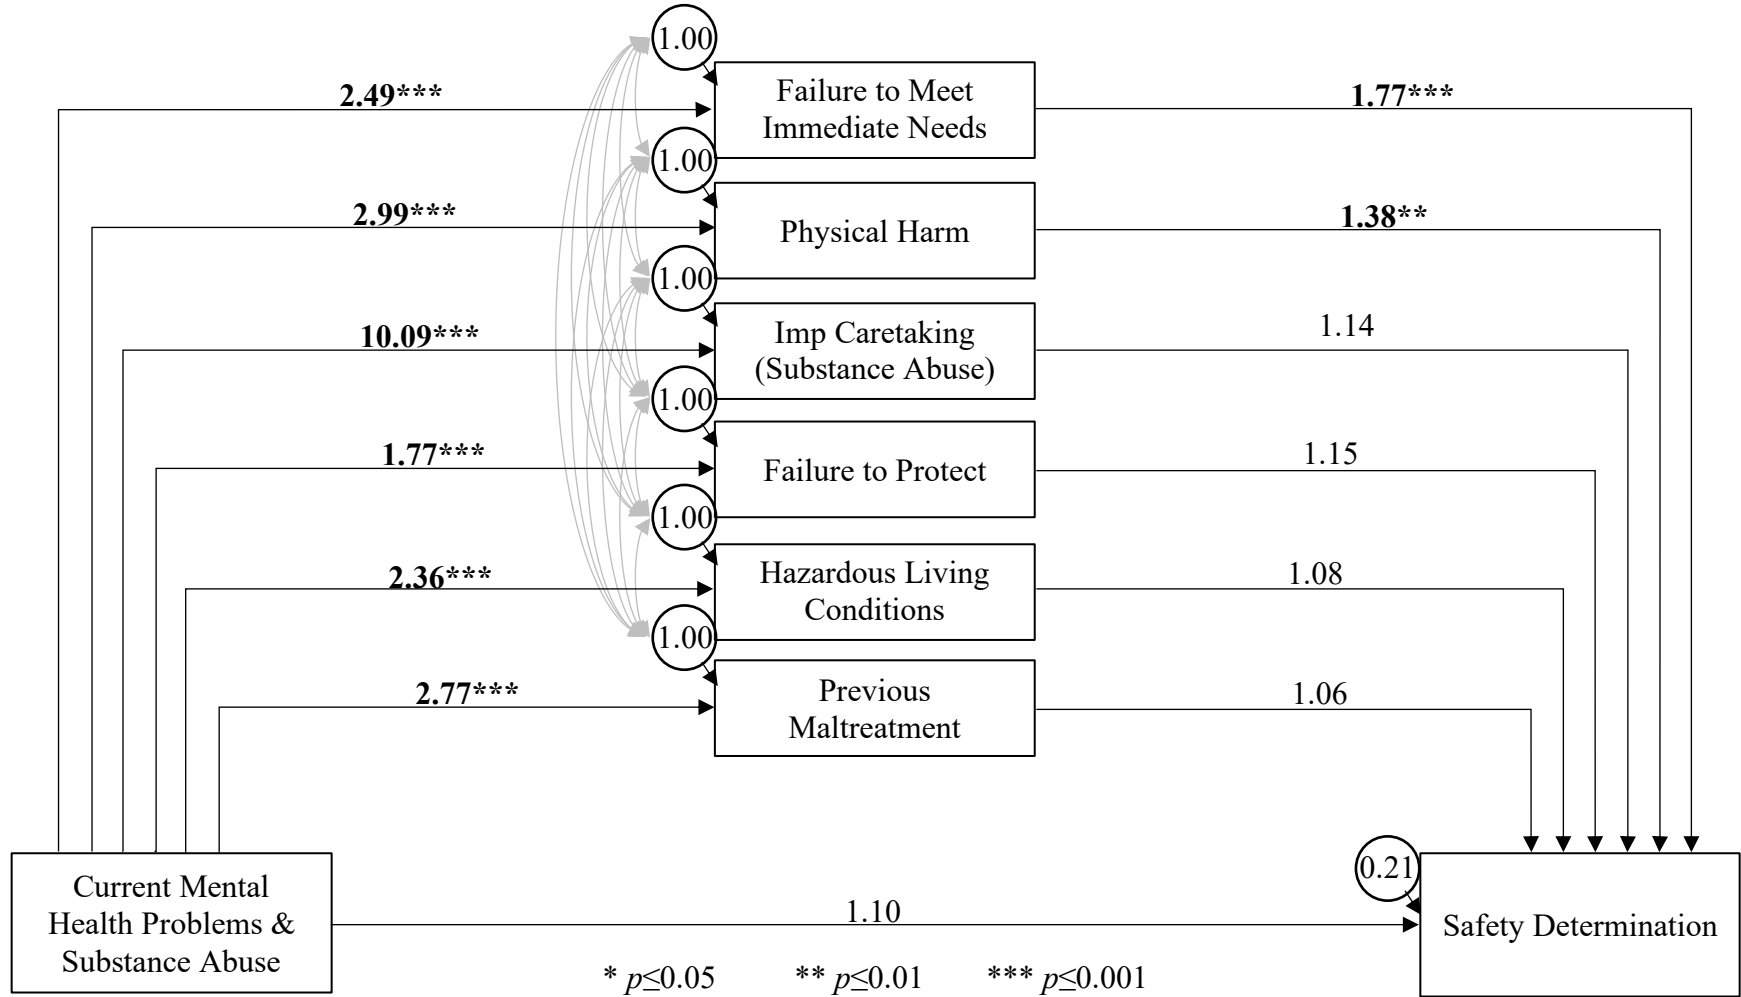 1.00
2.49***
Failure to Meet
Immediate Needs
1.77***
1.00
2.99***
Physical Harm
1.38**
1.00
10.09***
Imp Caretaking
(Substance Abuse)
1.14
1.00
1.77***
Failure to Protect
1.15
1.00
2.36***
Hazardous Living
Conditions
1.08
1.00
2.77***
Previous
Maltreatment
1.06
Current Mental
Health Problems &
Substance Abuse
1.10
0.21
Safety Determination
* p≤0.05 ** p≤0.01 *** p≤0.001